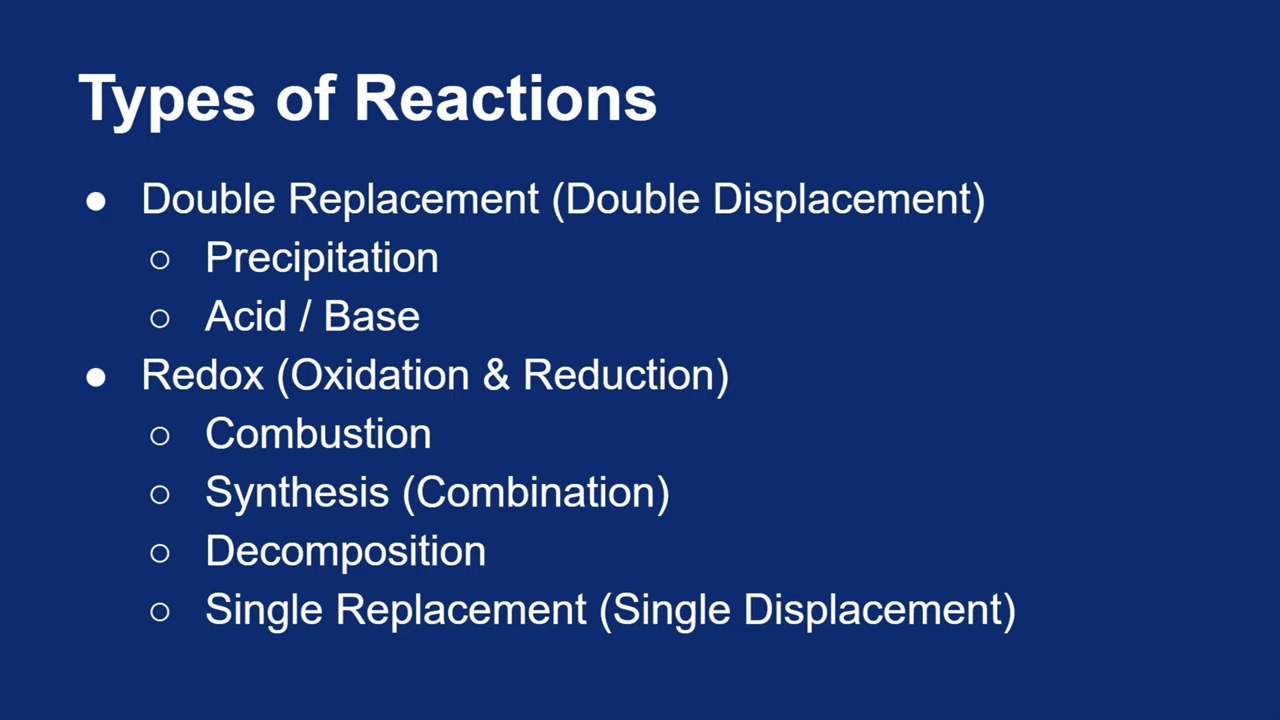 Types of Reactions
● Double Replacement (Double Displacement)
○ Precipitation
○ Acid / Base
● Redox (Oxidation & Reduction)
○ Combustion
○ Synthesis (Combination)
○ Decomposition
○ Single Replacement (Single Displacement)